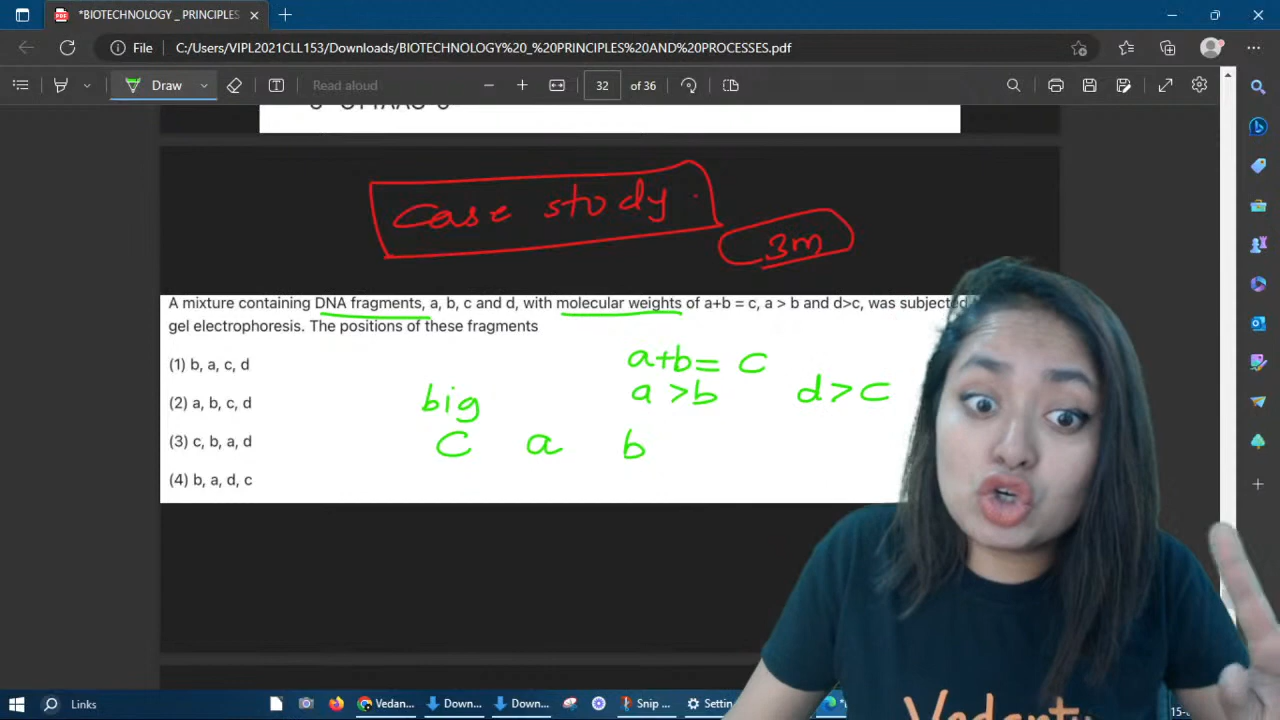 *BIOTECHNOLOGY _ PRINCIPLES
File C:/Users/VIPL2021CLL153/Downloads/BIOTECHNOLOGY%20_%20PRINCIPLES%20AND%20PROCESSES.pdf
Draw Read aloud 32 of 36
Case study
3m
A mixture containing DNA fragments, a, b, c and d, with molecular weights of a+b = c, a > b and d>c, was subjected
gel electrophoresis. The positions of these fragments
(1) b, a, c, d
(2) a, b, c, d
(3) c, b, a, d
(4) b, a, d, c
a+b= c
a >b d>c
big
C a b
Vedantu
Links Vedan... Down... Down... Snip ... Settin
15-